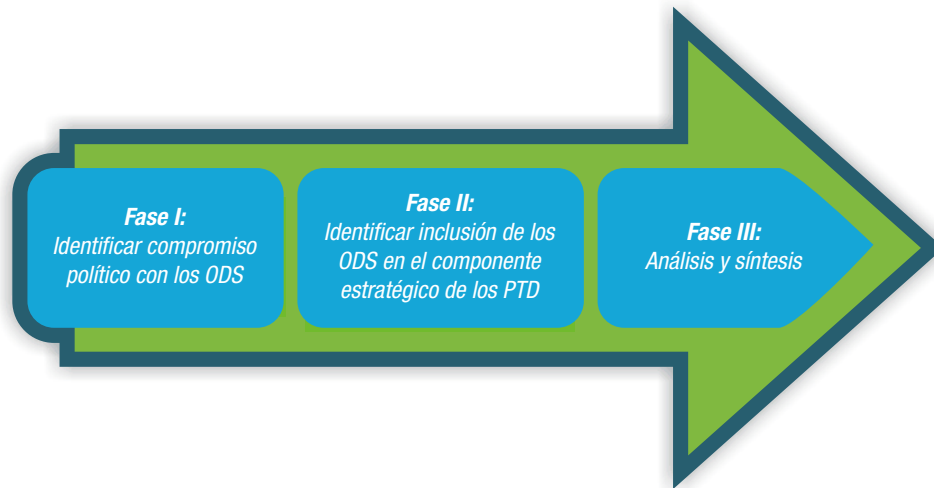 Fase I:
Identificar compromiso
político con los ODS
Fase II:
Identificar inclusión de los
ODS en el componente
estratégico de los PTD
Fase III:
Análisis y síntesis